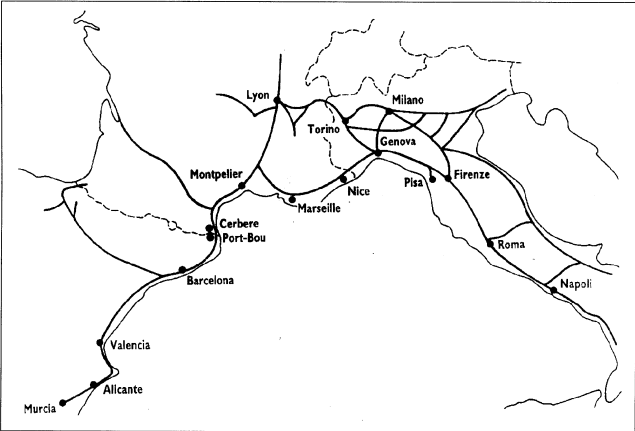 Lyon
Milano
Torino
Genova
Montpelier
Nice
Pisa
Firenze
Marseille
Cerbere
Port-Bou
Roma
Barcelona
Napoli
Valencia
Alicante
Murcia